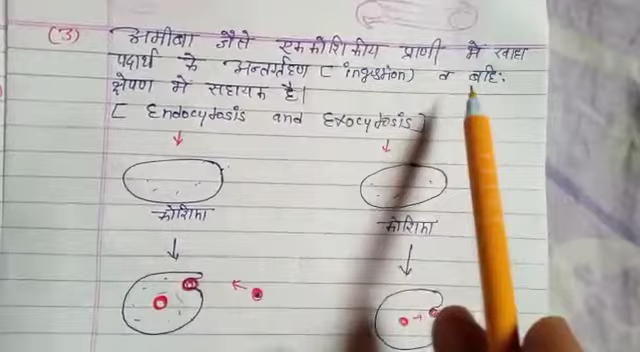 (3) अमीबा जैसे एककोशिकीय प्राणी में खाद्य
पदार्थ के अन्तर्ग्रहण (ingestion) व बहि:
क्षेपण में सहायक है।
[ Endocytosis and Exocytosis]
कोशिका
कोशिका